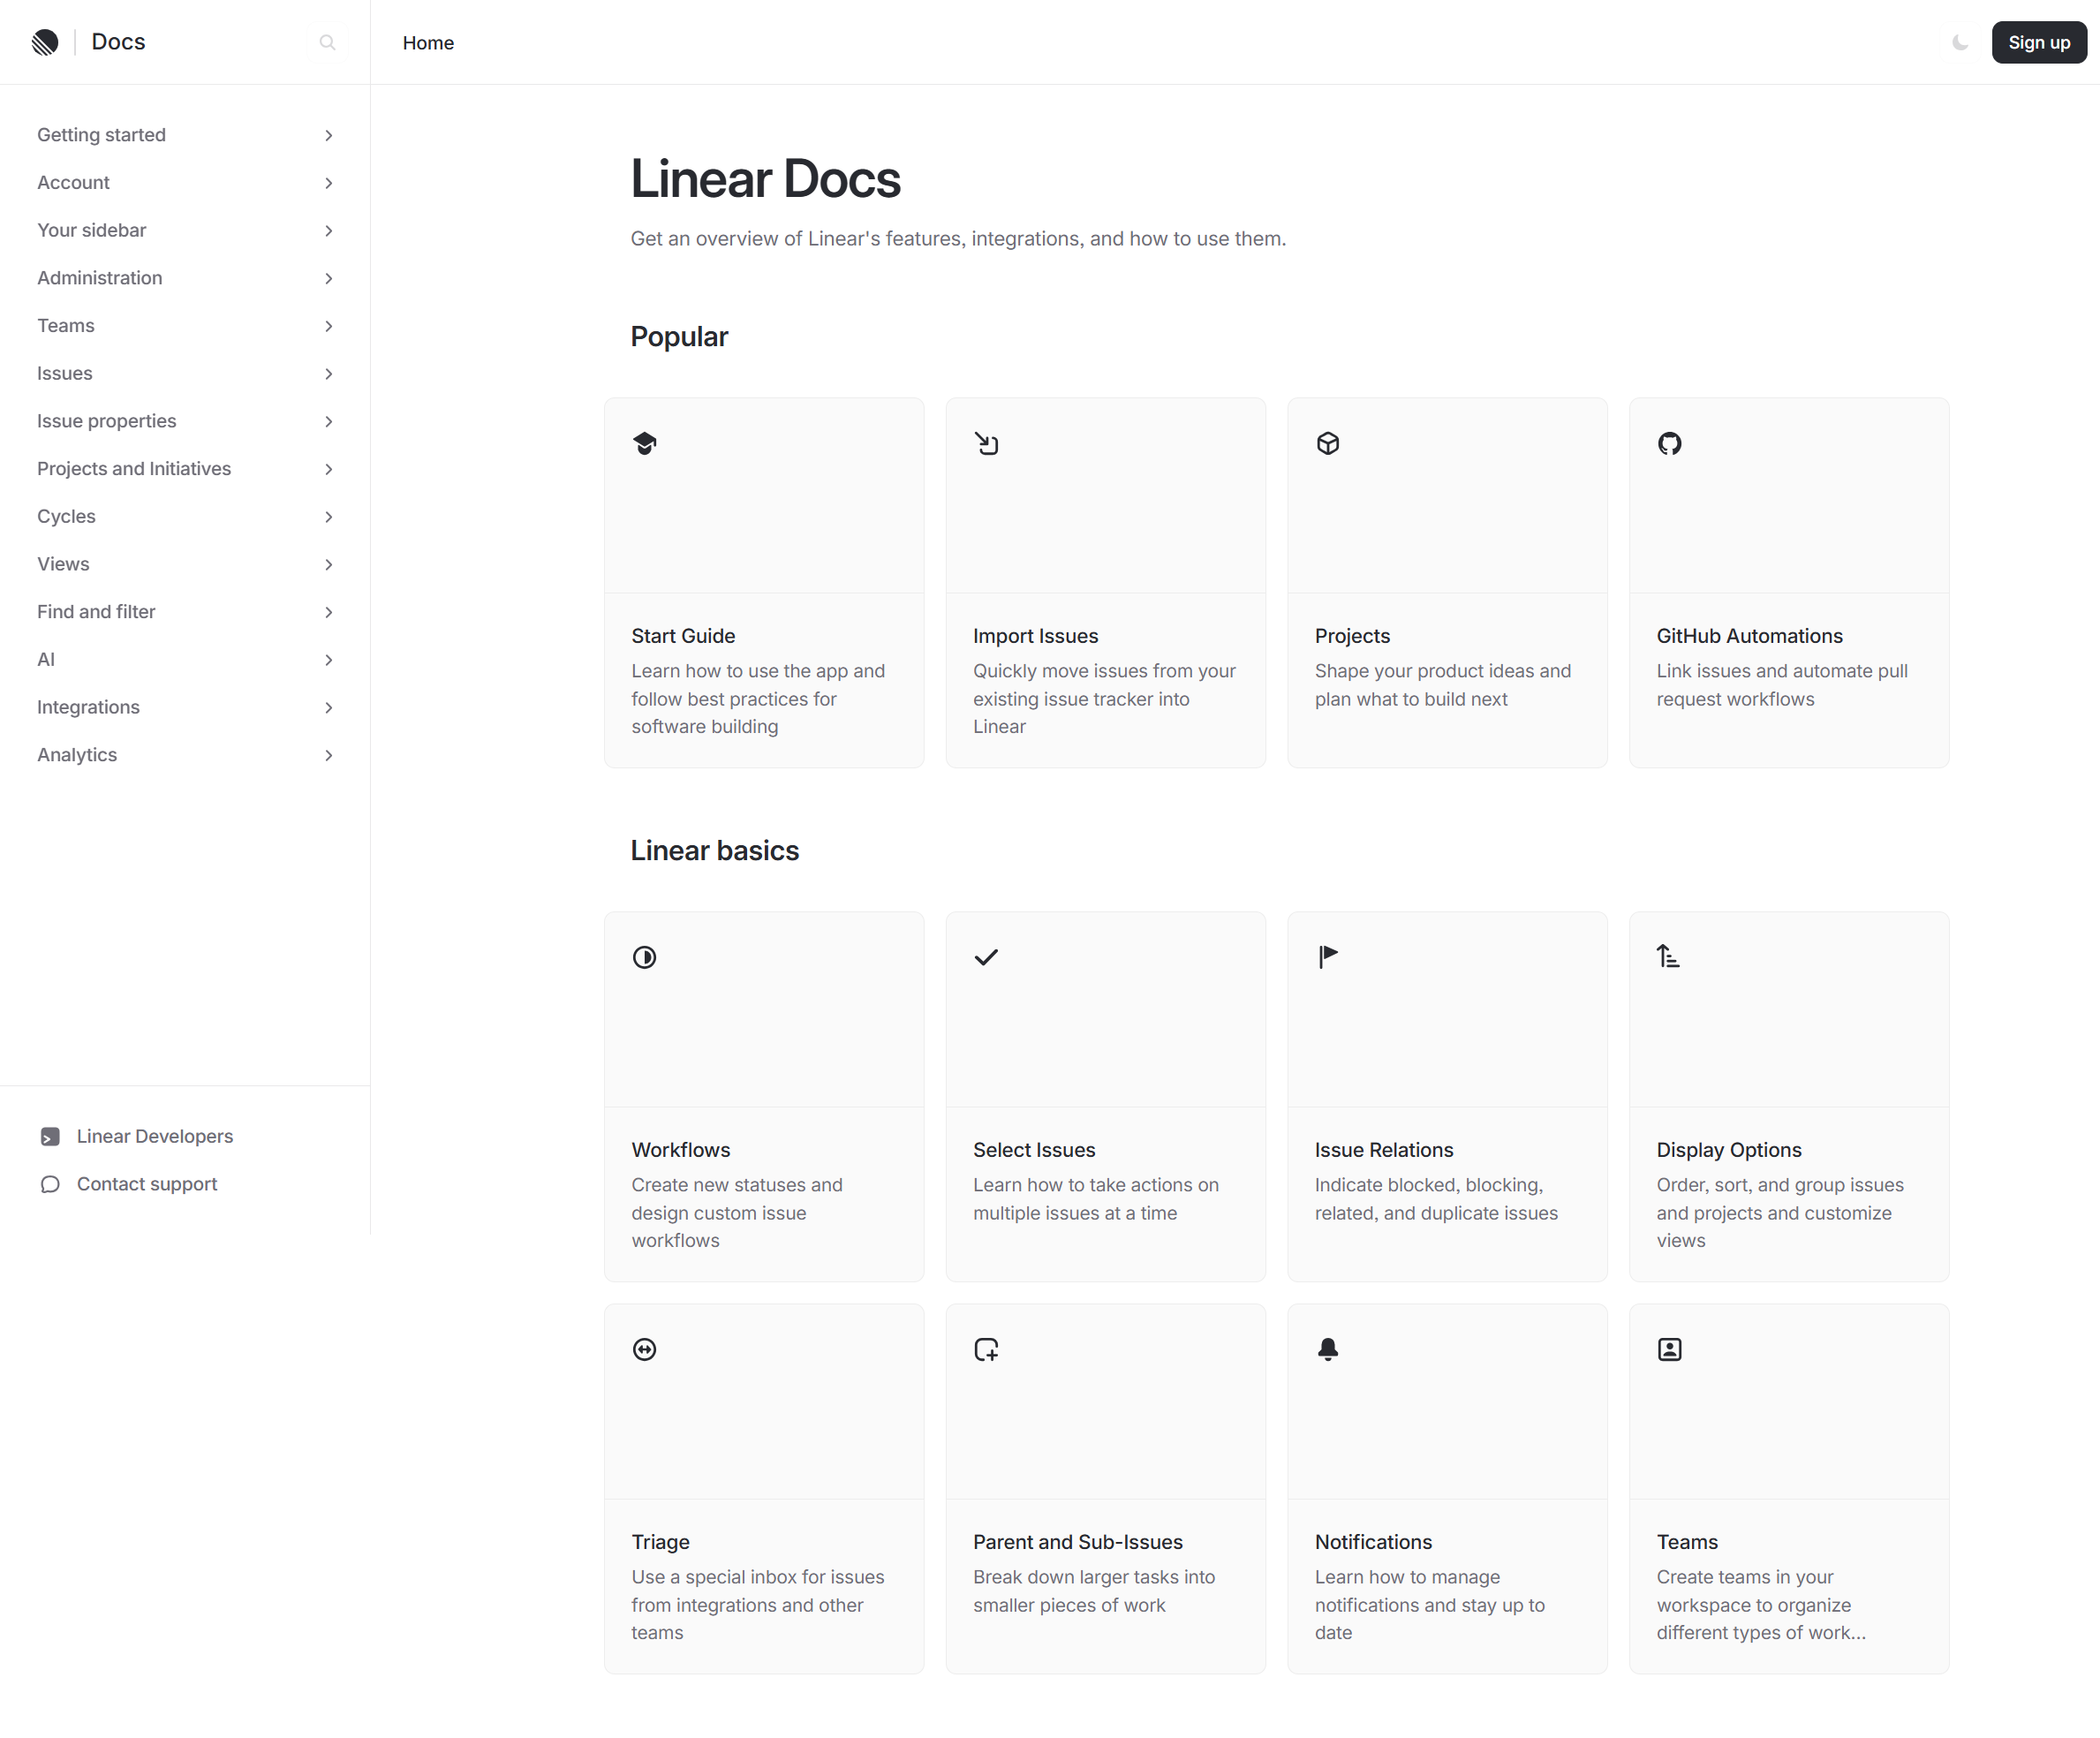 Docs
Home
Sign up
Getting started
Account
Your sidebar
Administration
Teams
Issues
Issue properties
Projects and Initiatives
Cycles
Views
Find and filter
AI
Integrations
Analytics
Linear Developers
Contact support
Linear Docs
Get an overview of Linear's features, integrations, and how to use them.
Popular
Start Guide
Learn how to use the app and
follow best practices for
software building
Import Issues
Quickly move issues from your
existing issue tracker into
Linear
Projects
Shape your product ideas and
plan what to build next
GitHub Automations
Link issues and automate pull
request workflows
Linear basics
Workflows
Create new statuses and
design custom issue
workflows
Select Issues
Learn how to take actions on
multiple issues at a time
Issue Relations
Indicate blocked, blocking,
related, and duplicate issues
Display Options
Order, sort, and group issues
and projects and customize
views
Triage
Use a special inbox for issues
from integrations and other
teams
Parent and Sub-Issues
Break down larger tasks into
smaller pieces of work
Notifications
Learn how to manage
notifications and stay up to
date
Teams
Create teams in your
workspace to organize
different types of work...